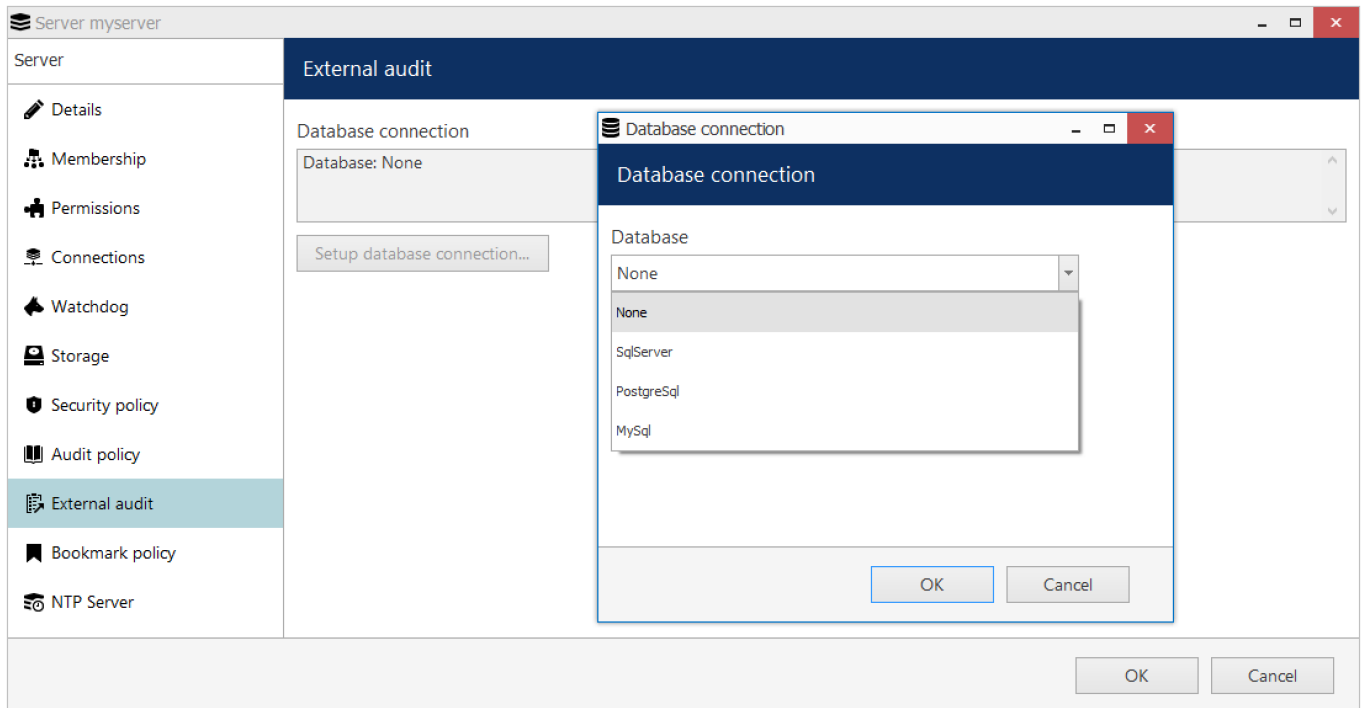 Server myserver
Server
Details
Membership
Permissions
Connections
Watchdog
Storage
Security policy
Audit policy
External audit
Bookmark policy
NTP Server
External audit
Database connection
Database: None
Setup database connection...
Database connection
Database connection
Database
None
None
SqlServer
PostgreSql
MySql
OK
Cancel
OK
Cancel